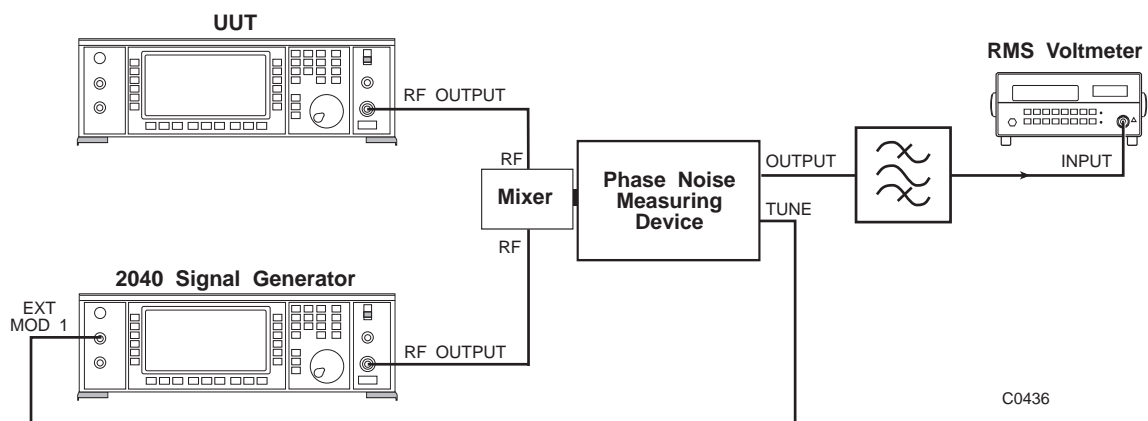 UUT
RMS Voltmeter
RF OUTPUT
RF
OUTPUT
INPUT
Mixer
Phase Noise
Measuring
Device
TUNE
RF
2040 Signal Generator
EXT
MOD 1
RF OUTPUT
C0436